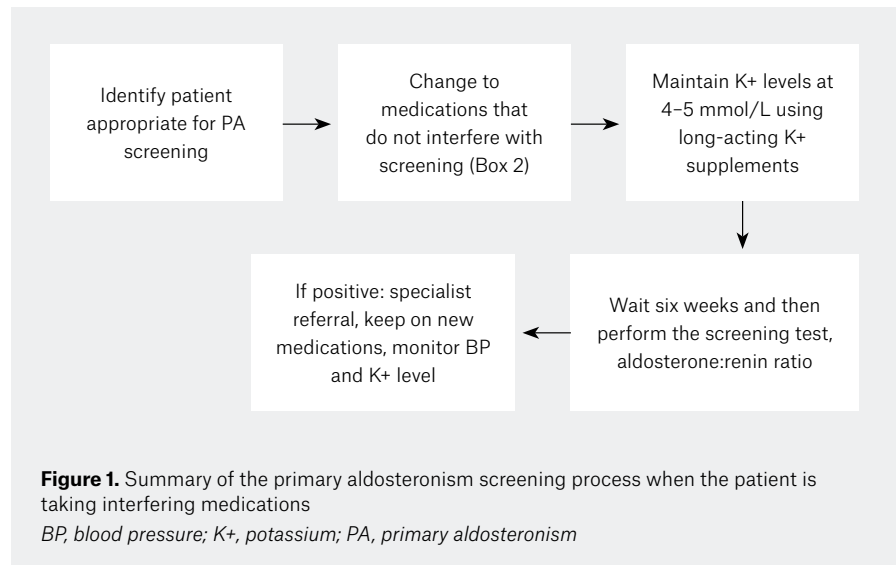 Identify patient
appropriate for PA
screening
Change to
medications that
do not interfere with
screening (Box 2)
Maintain K+ levels at
4–5 mmol/L using
long-acting K+
supplements
Wait six weeks and then
perform the screening test,
aldosterone:renin ratio
If positive: specialist
referral, keep on new
medications, monitor BP
and K+ level
Figure 1. Summary of the primary aldosteronism screening process when the patient is
taking interfering medications
BP, blood pressure; K+, potassium; PA, primary aldosteronism